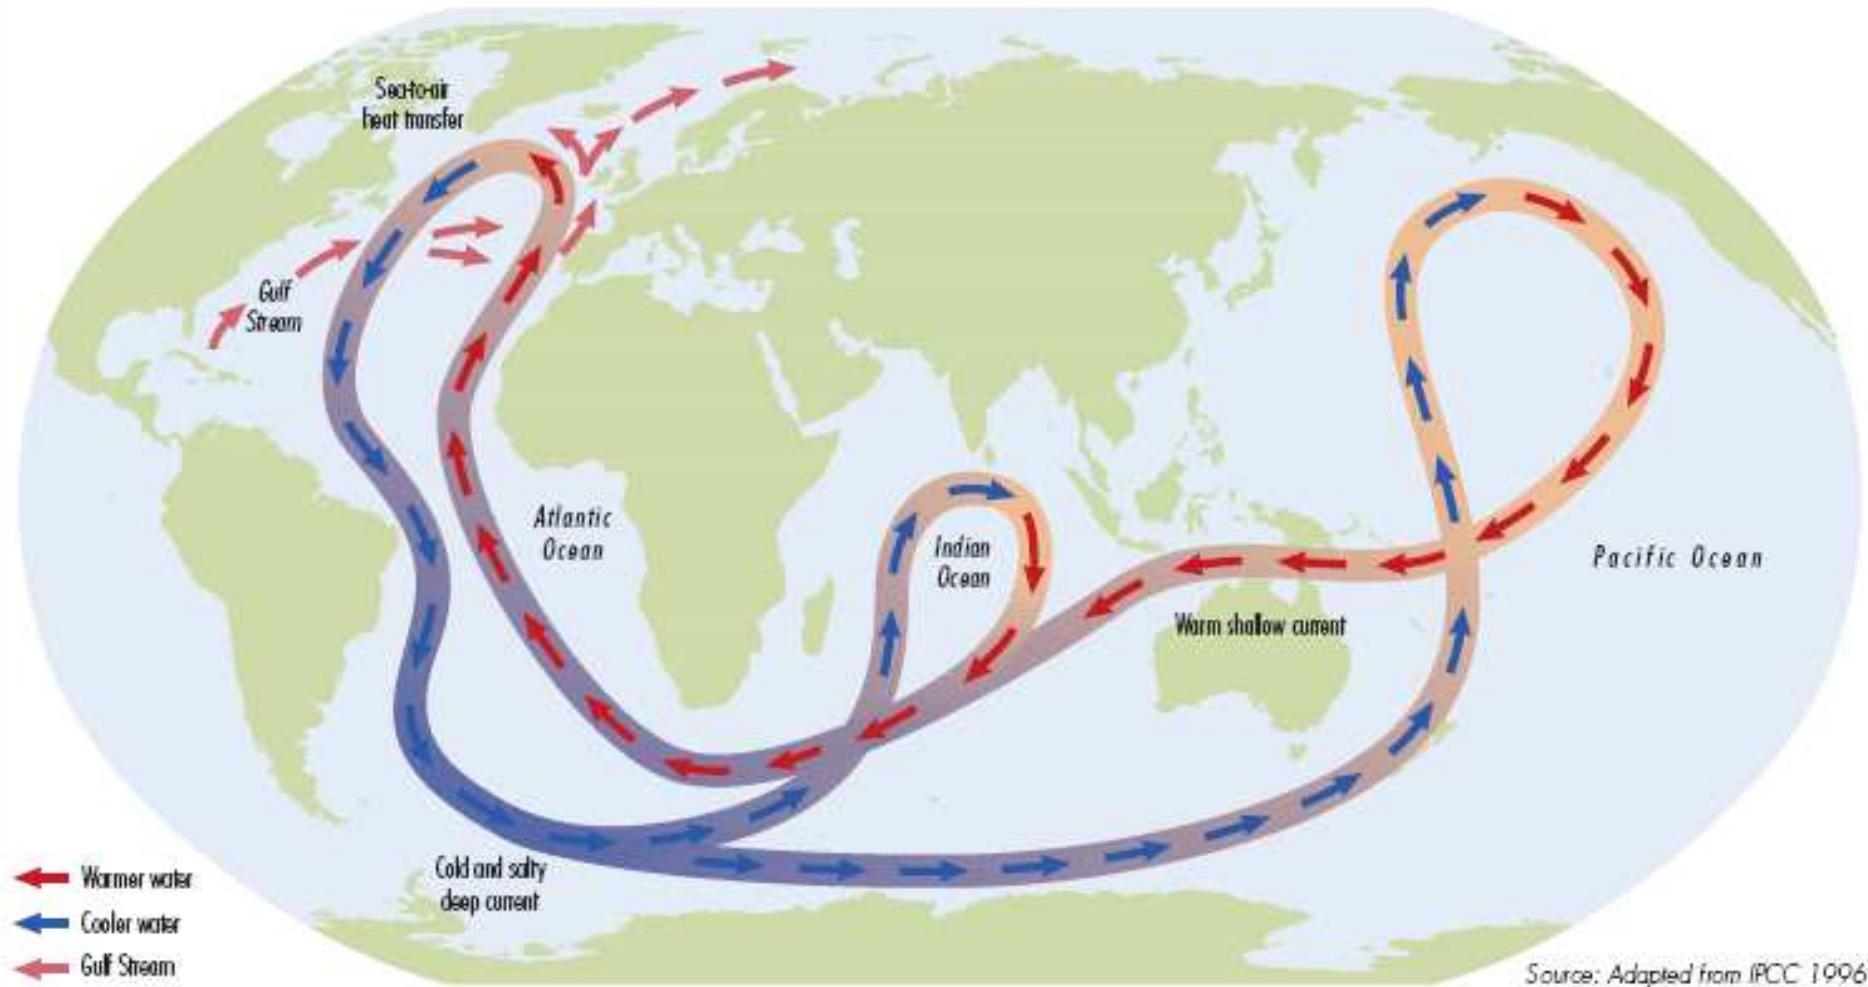 Sea-to-air
heat transfer
Gulf
Stream
Atlantic
Ocean
Indian
Ocean
Pacific Ocean
Warm shallow current
Cold and salty
deep current
Warmer water
Cooler water
Gulf Stream
Source: Adapted from IPCC 1996